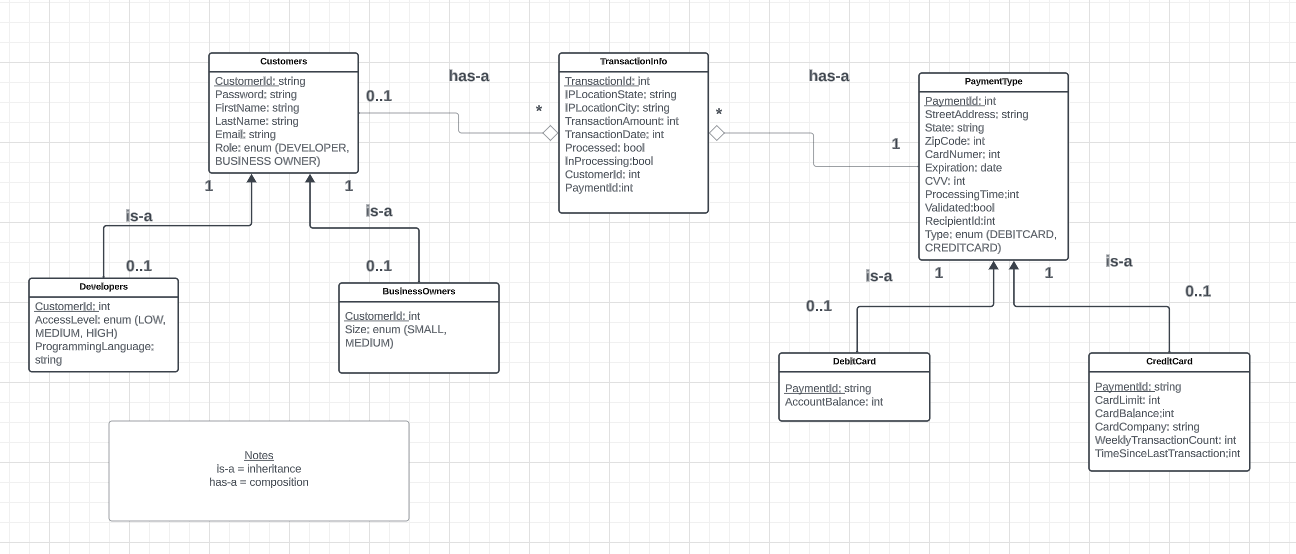 Customers
CustomerId: string
Password: string
FirstName: string
LastName: string
Email: string
Role: enum (DEVELOPER,
BUSINESS OWNER)
0..1
has-a
*
TransactionInfo
TransactionId: int
IPLocationState: string
IPLocationCity: string
TransactionAmount: int
TransactionDate: int
Processed: bool
InProcessing:bool
CustomerId: int
PaymentId:int
has-a
*
1
PaymentType
PaymentId: int
StreetAddress: string
State: string
ZipCode: int
CardNumer: int
Expiration: date
CVV: int
ProcessingTime:int
Validated:bool
RecipientId:int
Type: enum (DEBITCARD,
CREDITCARD)
1
1
is-a
is-a
0..1
0..1
Developers
CustomerId: int
AccessLevel: enum (LOW,
MEDIUM, HIGH)
ProgrammingLanguage:
string
BusinessOwners
CustomerId: int
Size: enum (SMALL,
MEDIUM)
1
1
is-a
is-a
0..1
0..1
DebitCard
PaymentId: string
AccountBalance: int
CreditCard
PaymentId: string
CardLimit: int
CardBalance:int
CardCompany: string
WeeklyTransactionCount: int
TimeSinceLastTransaction:int
Notes
is-a = inheritance
has-a = composition